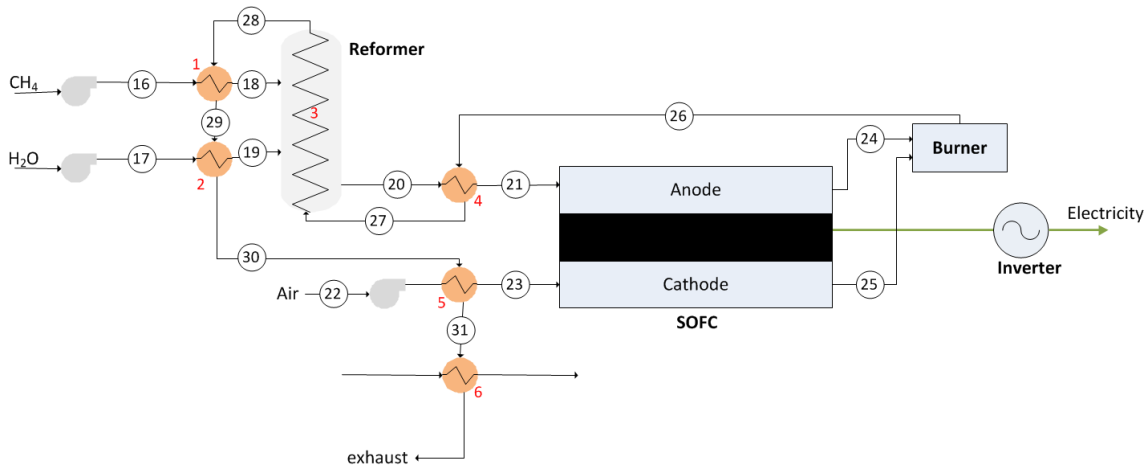 28
Reformer
1
CH4
16
18
3
29
26
24
Burner
H2O
17
19
2
20
21
Anode
4
27
Electricity
30
Inverter
Air
22
23
Cathode
25
5
SOFC
31
6
exhaust